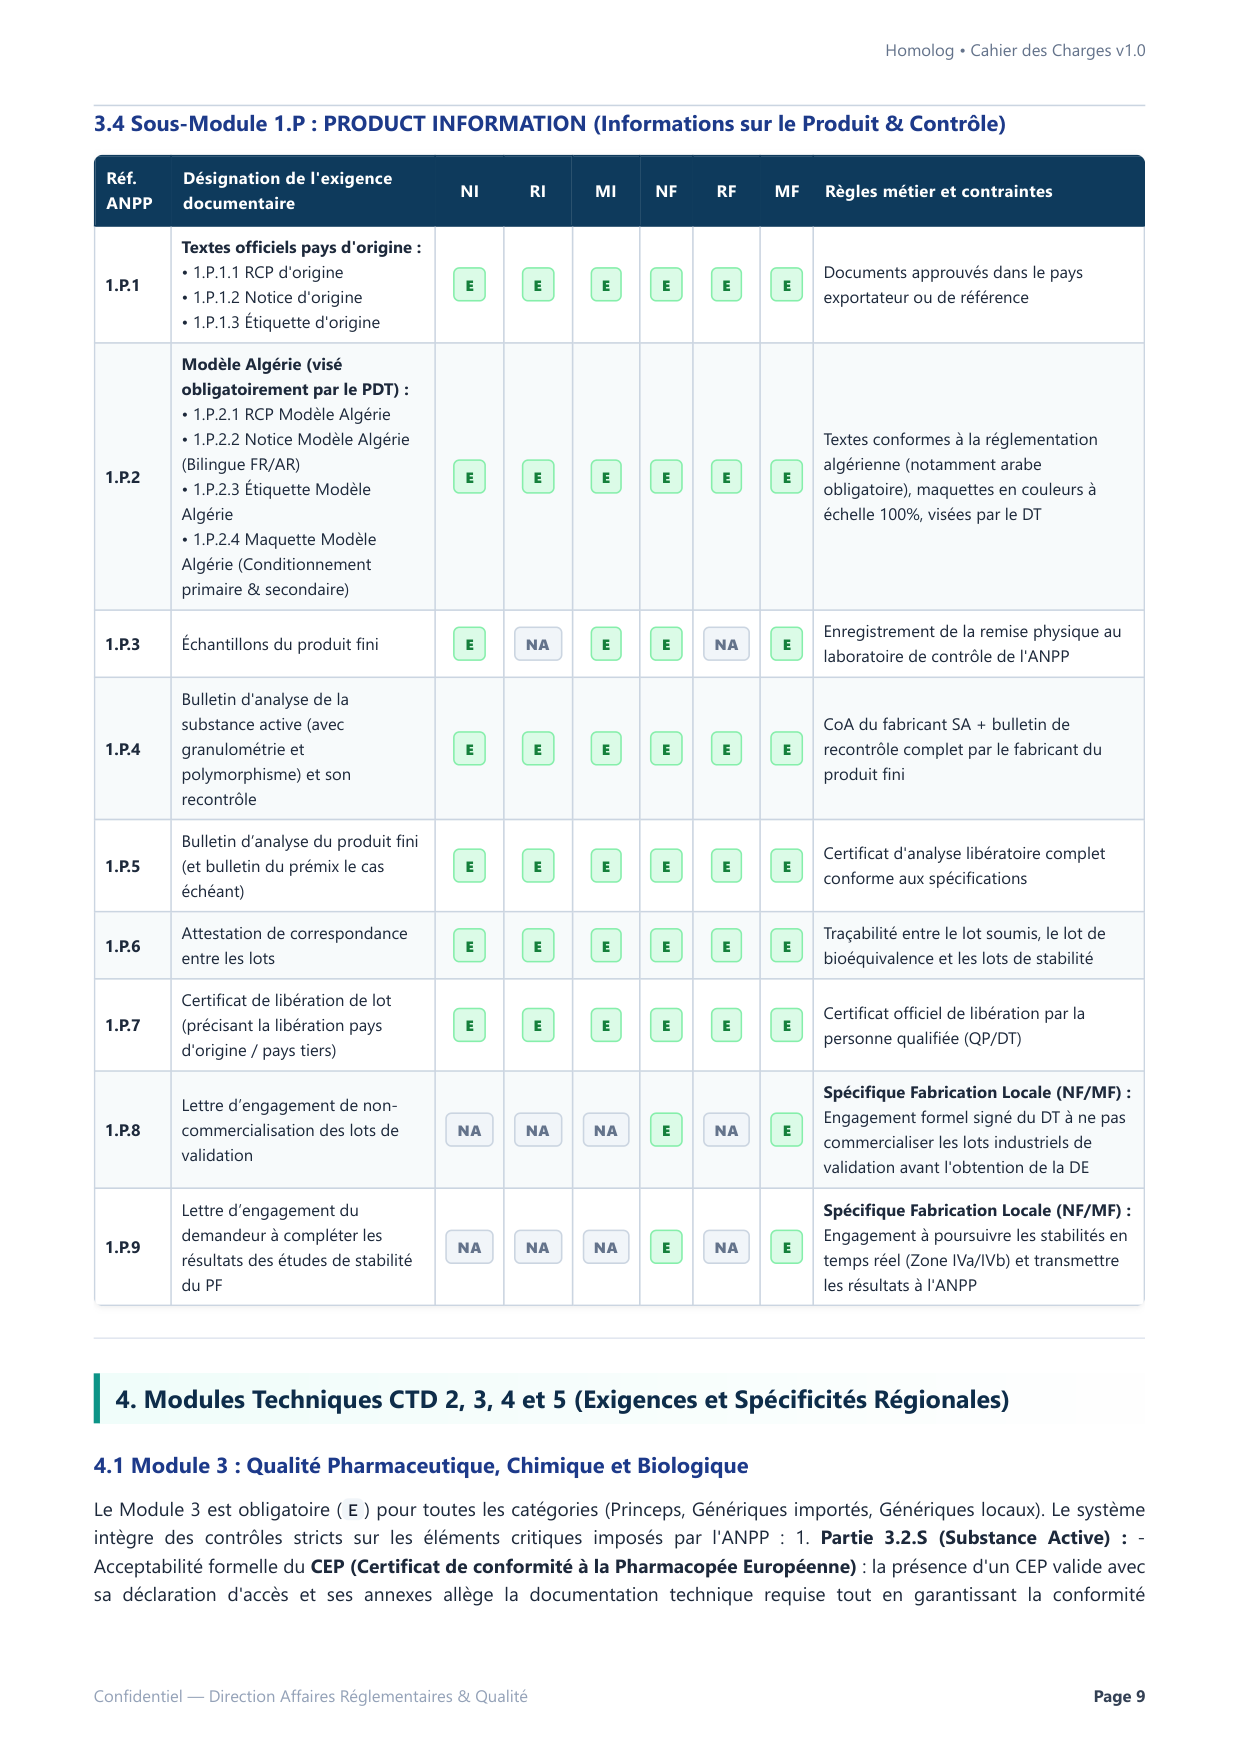 Homolog • Cahier des Charges v1.0
3.4 Sous-Module 1.P : PRODUCT INFORMATION (Informations sur le Produit & Contrôle)
Réf. ANPP | Désignation de l'exigence documentaire | NI | RI | MI | NF | RF | MF | Règles métier et contraintes
1.P.1
Textes officiels pays d'origine :
• 1.P.1.1 RCP d'origine
• 1.P.1.2 Notice d'origine
• 1.P.1.3 Étiquette d'origine
E E E E E E
Documents approuvés dans le pays
exportateur ou de référence
1.P.2
Modèle Algérie (visé
obligatoirement par le PDT) :
• 1.P.2.1 RCP Modèle Algérie
• 1.P.2.2 Notice Modèle Algérie
(Bilingue FR/AR)
• 1.P.2.3 Étiquette Modèle
Algérie
• 1.P.2.4 Maquette Modèle
Algérie (Conditionnement
primaire & secondaire)
E E E E E E
Textes conformes à la réglementation
algérienne (notamment arabe
obligatoire), maquettes en couleurs à
échelle 100%, visées par le DT
1.P.3
Échantillons du produit fini
E NA E E NA E
Enregistrement de la remise physique au
laboratoire de contrôle de l'ANPP
1.P.4
Bulletin d'analyse de la
substance active (avec
granulométrie et
polymorphisme) et son
recontrôle
E E E E E E
CoA du fabricant SA + bulletin de
recontrôle complet par le fabricant du
produit fini
1.P.5
Bulletin d’analyse du produit fini
(et bulletin du prémix le cas
échéant)
E E E E E E
Certificat d'analyse libératoire complet
conforme aux spécifications
1.P.6
Attestation de correspondance
entre les lots
E E E E E E
Traçabilité entre le lot soumis, le lot de
bioéquivalence et les lots de stabilité
1.P.7
Certificat de libération de lot
(précisant la libération pays
d'origine / pays tiers)
E E E E E E
Certificat officiel de libération par la
personne qualifiée (QP/DT)
1.P.8
Lettre d’engagement de non-
commercialisation des lots de
validation
NA NA NA E NA E
Spécifique Fabrication Locale (NF/MF) :
Engagement formel signé du DT à ne pas
commercialiser les lots industriels de
validation avant l'obtention de la DE
1.P.9
Lettre d’engagement du
demandeur à compléter les
résultats des études de stabilité
du PF
NA NA NA E NA E
Spécifique Fabrication Locale (NF/MF) :
Engagement à poursuivre les stabilités en
temps réel (Zone IVa/IVb) et transmettre
les résultats à l'ANPP
4. Modules Techniques CTD 2, 3, 4 et 5 (Exigences et Spécificités Régionales)
4.1 Module 3 : Qualité Pharmaceutique, Chimique et Biologique
Le Module 3 est obligatoire ( E ) pour toutes les catégories (Princeps, Génériques importés, Génériques locaux). Le système
intègre des contrôles stricts sur les éléments critiques imposés par l'ANPP : 1. Partie 3.2.S (Substance Active) : -
Acceptabilité formelle du CEP (Certificat de conformité à la Pharmacopée Européenne) : la présence d'un CEP valide avec
sa déclaration d'accès et ses annexes allège la documentation technique requise tout en garantissant la conformité
Confidentiel — Direction Affaires Réglementaires & Qualité
Page 9